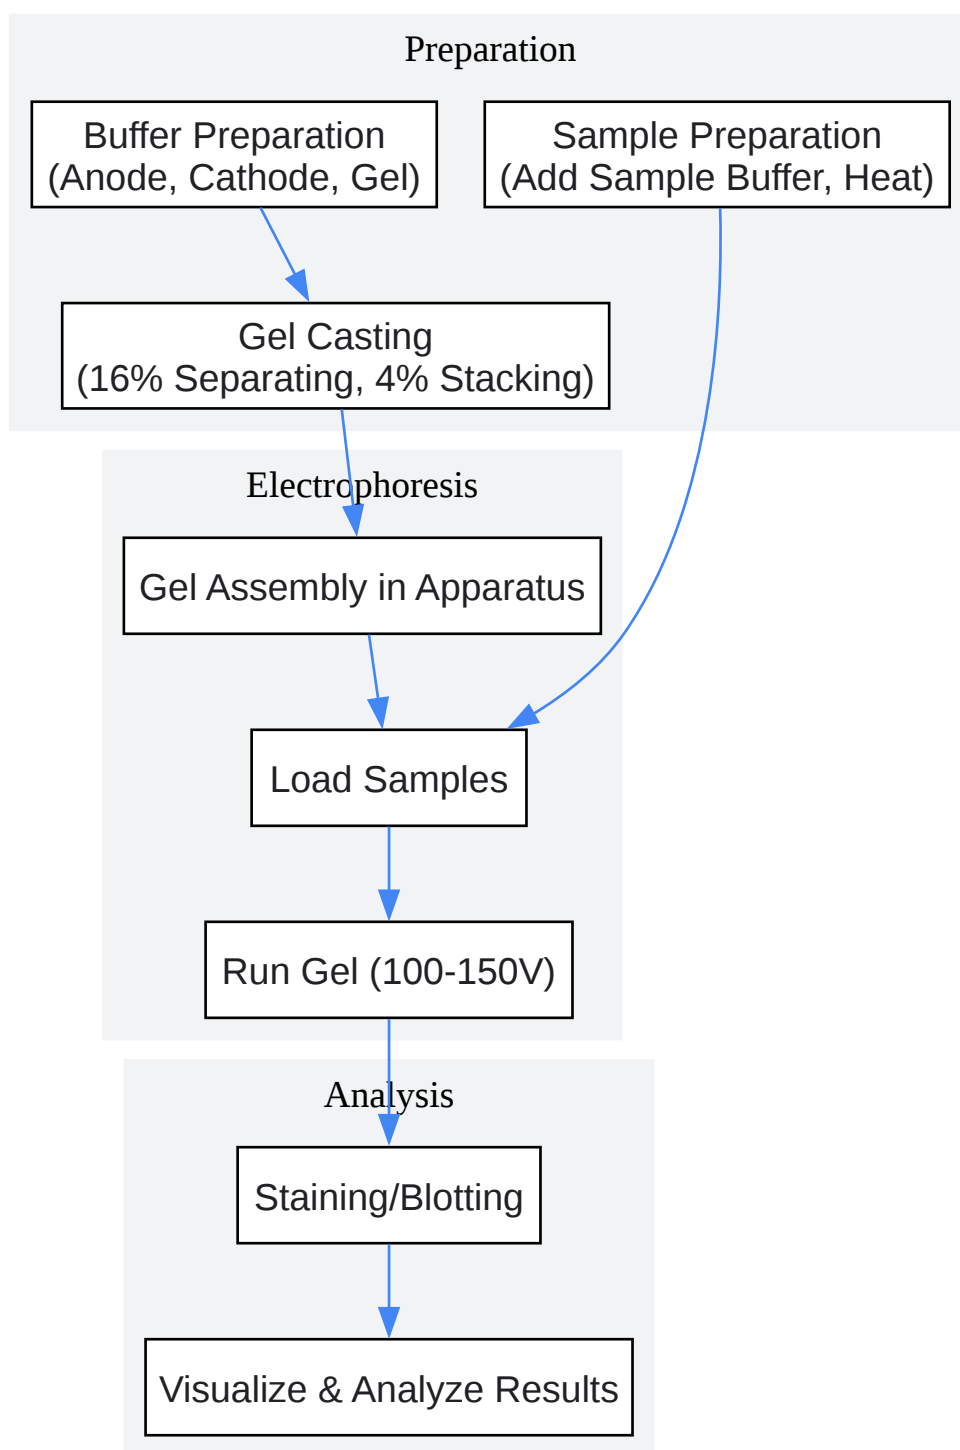 Preparation
Buffer Preparation
(Anode, Cathode, Gel)
Sample Preparation
(Add Sample Buffer, Heat)
Gel Casting
(16% Separating, 4% Stacking)
Electrophoresis
Gel Assembly in Apparatus
Load Samples
Run Gel (100-150V)
Analysis
Staining/Blotting
Visualize & Analyze Results